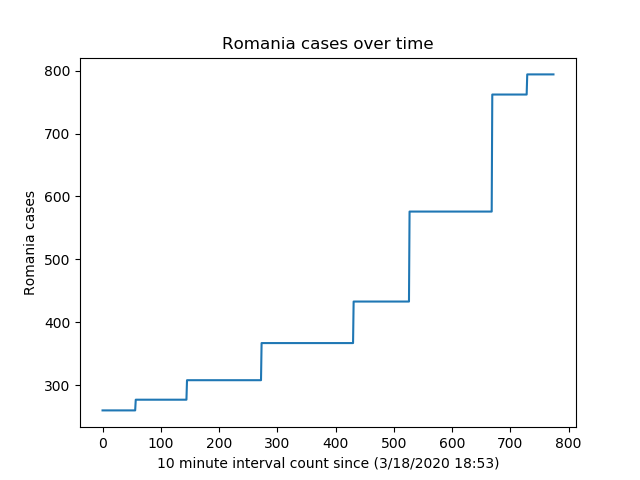 Romania cases over time
800
700
600
500
400
300
Romania cases
0 100 200 300 400 500 600 700 800
10 minute interval count since (3/18/2020 18:53)